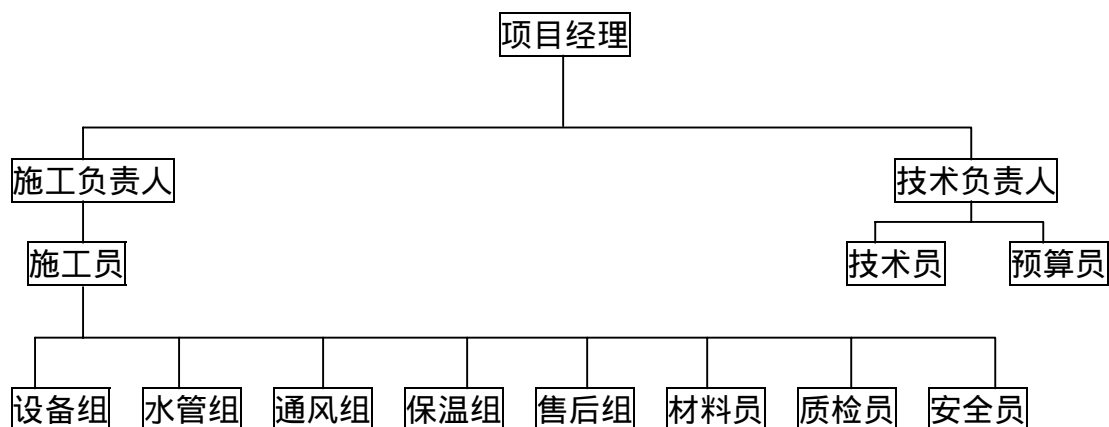 项目经理
施工负责人 技术负责人
施工员 技术员 预算员
设备组 水管组 通风组 保温组 售后组 材料员 质检员 安全员